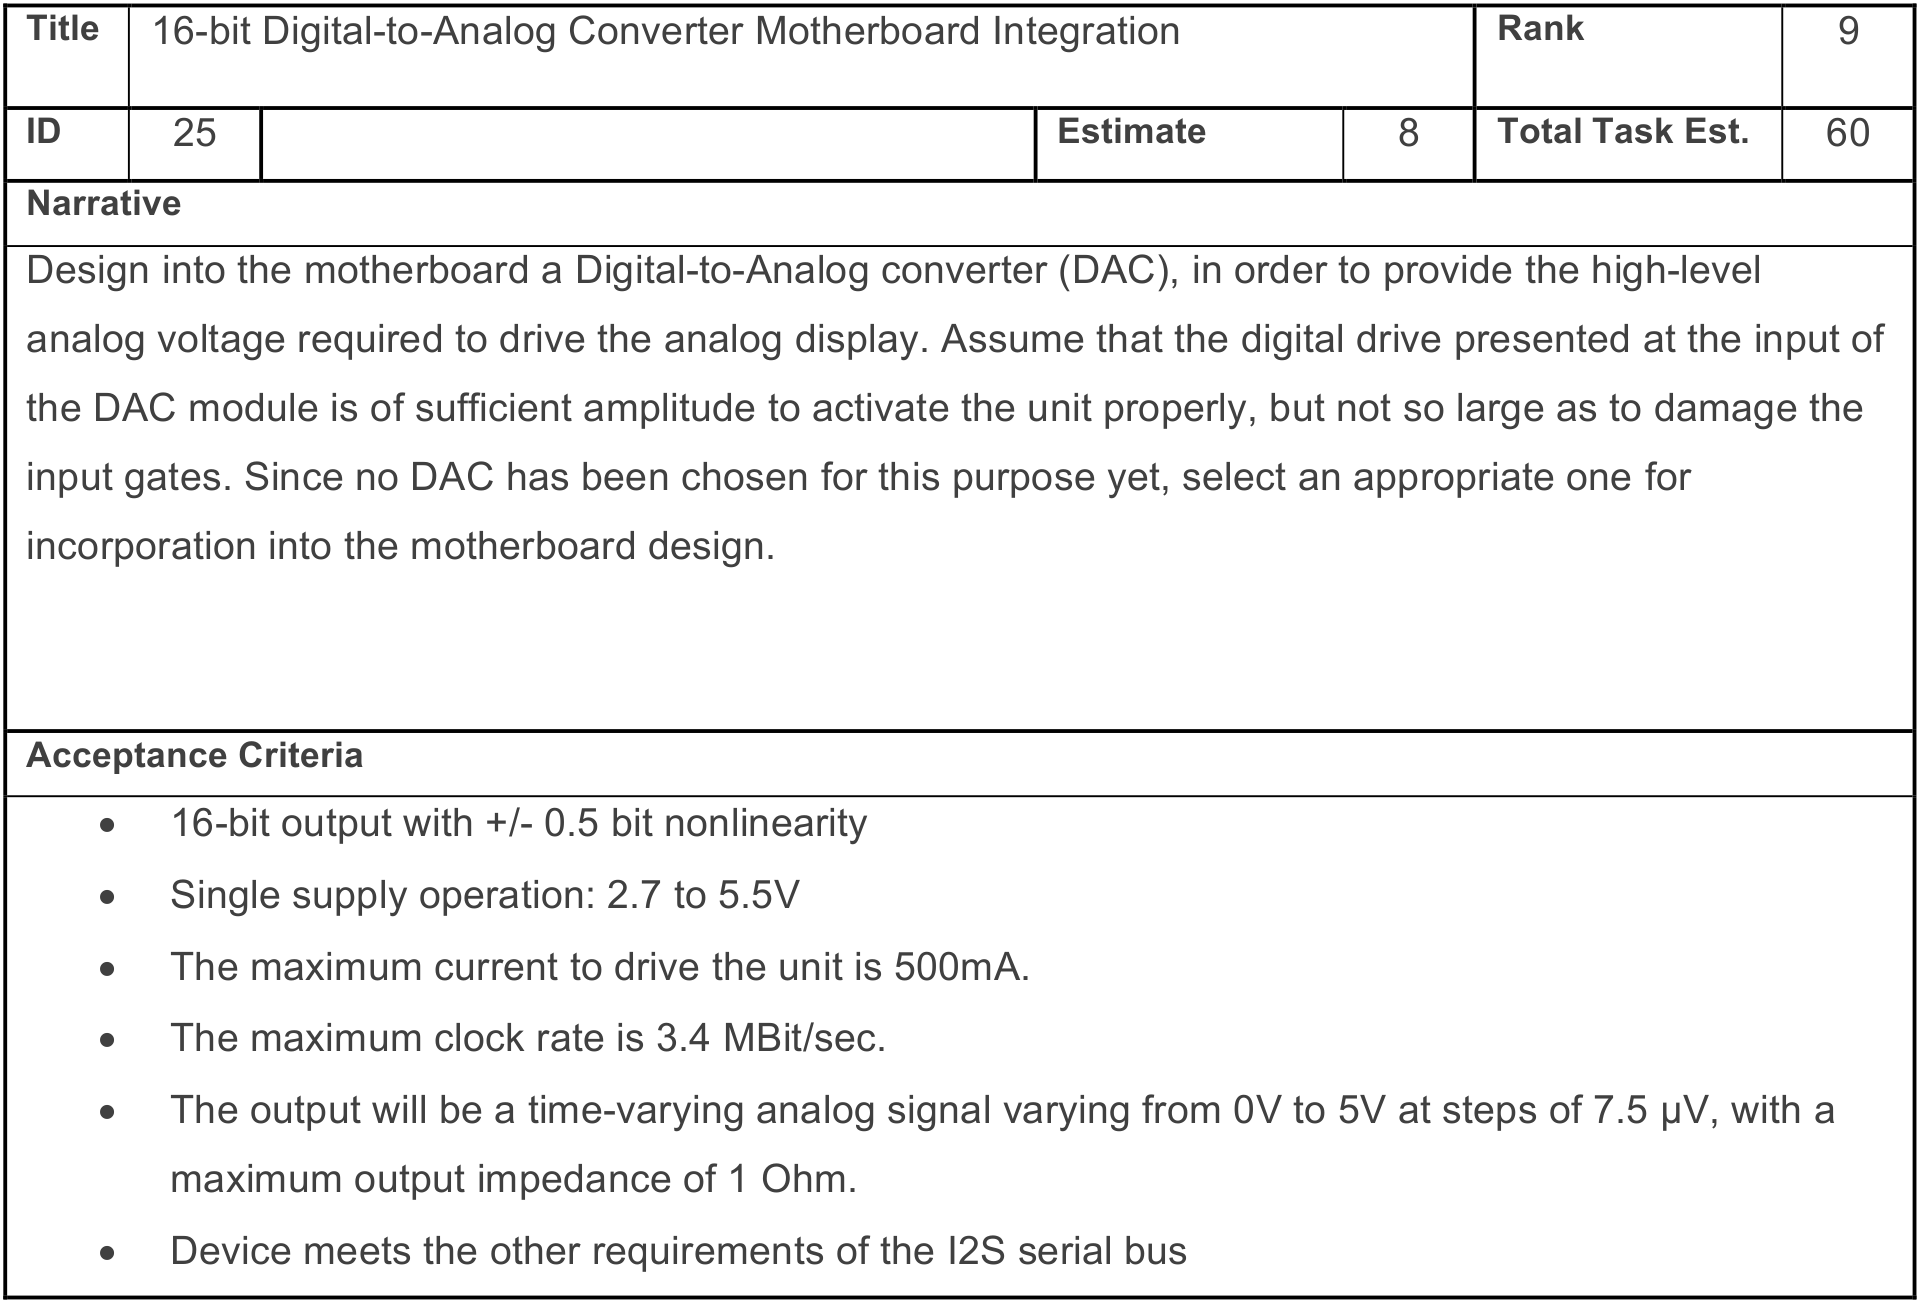 Title 16-bit Digital-to-Analog Converter Motherboard Integration Rank 9
ID 25 Estimate 8 Total Task Est. 60
Narrative
Design into the motherboard a Digital-to-Analog converter (DAC), in order to provide the high-level
analog voltage required to drive the analog display. Assume that the digital drive presented at the input of
the DAC module is of sufficient amplitude to activate the unit properly, but not so large as to damage the
input gates. Since no DAC has been chosen for this purpose yet, select an appropriate one for
incorporation into the motherboard design.
Acceptance Criteria
• 16-bit output with +/- 0.5 bit nonlinearity
• Single supply operation: 2.7 to 5.5V
• The maximum current to drive the unit is 500mA.
• The maximum clock rate is 3.4 MBit/sec.
• The output will be a time-varying analog signal varying from 0V to 5V at steps of 7.5 µV, with a
maximum output impedance of 1 Ohm.
• Device meets the other requirements of the I2S serial bus